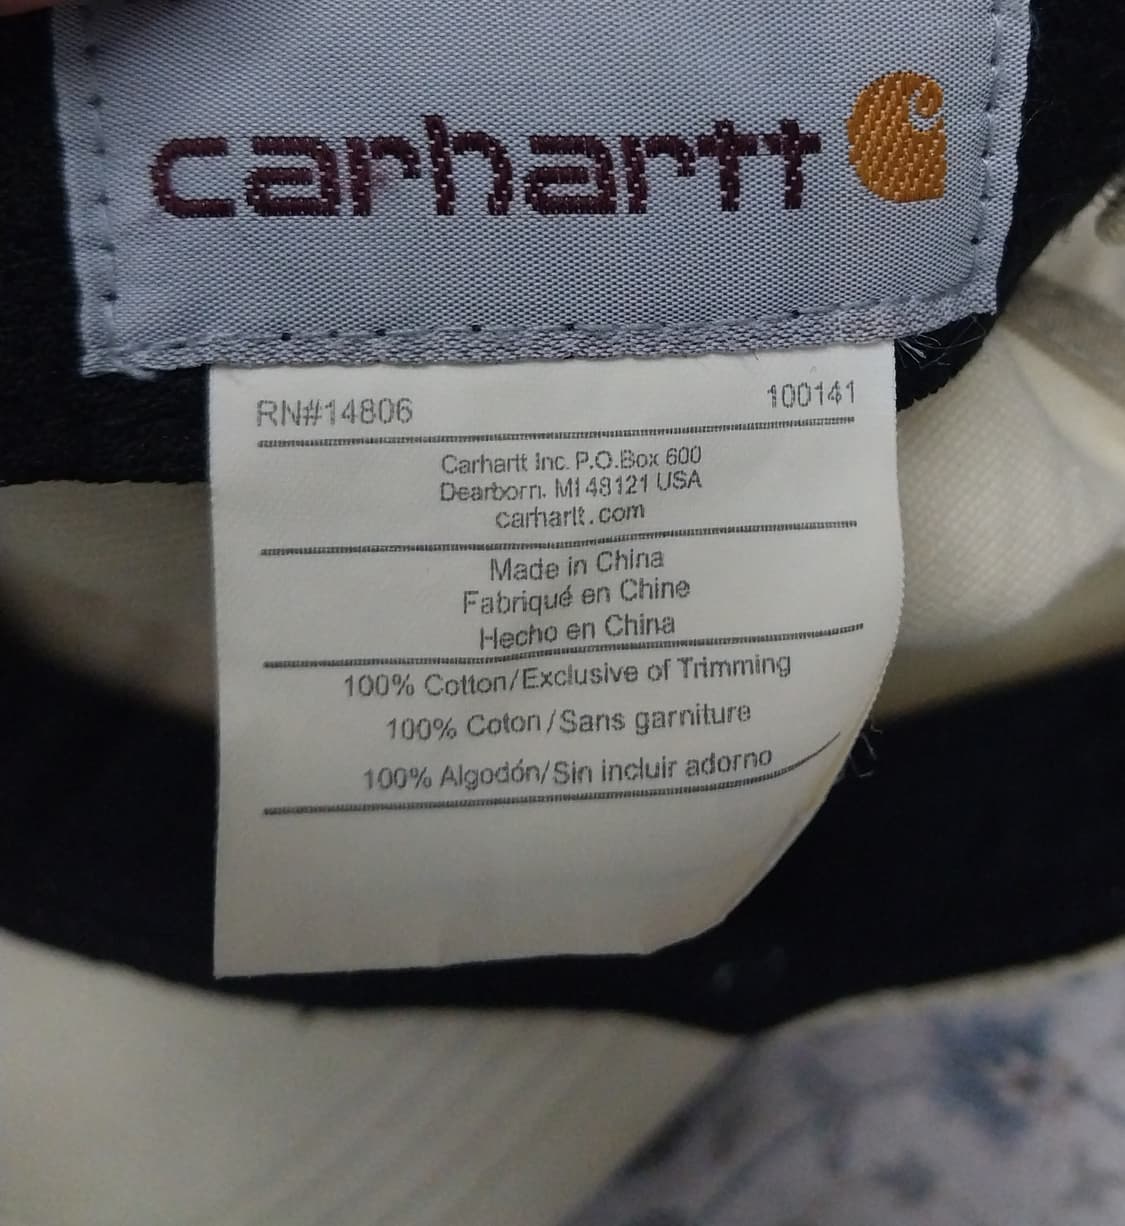 carhartt
RN#14806 100141
Carhartt Inc. P.O.Box 600
Dearborn, MI 48121 USA
carhartt.com
Made in China
Fabriqué en Chine
Hecho en China
100% Cotton/Exclusive of Trimming
100% Coton/Sans garniture
100% Algodón/Sin incluir adorno